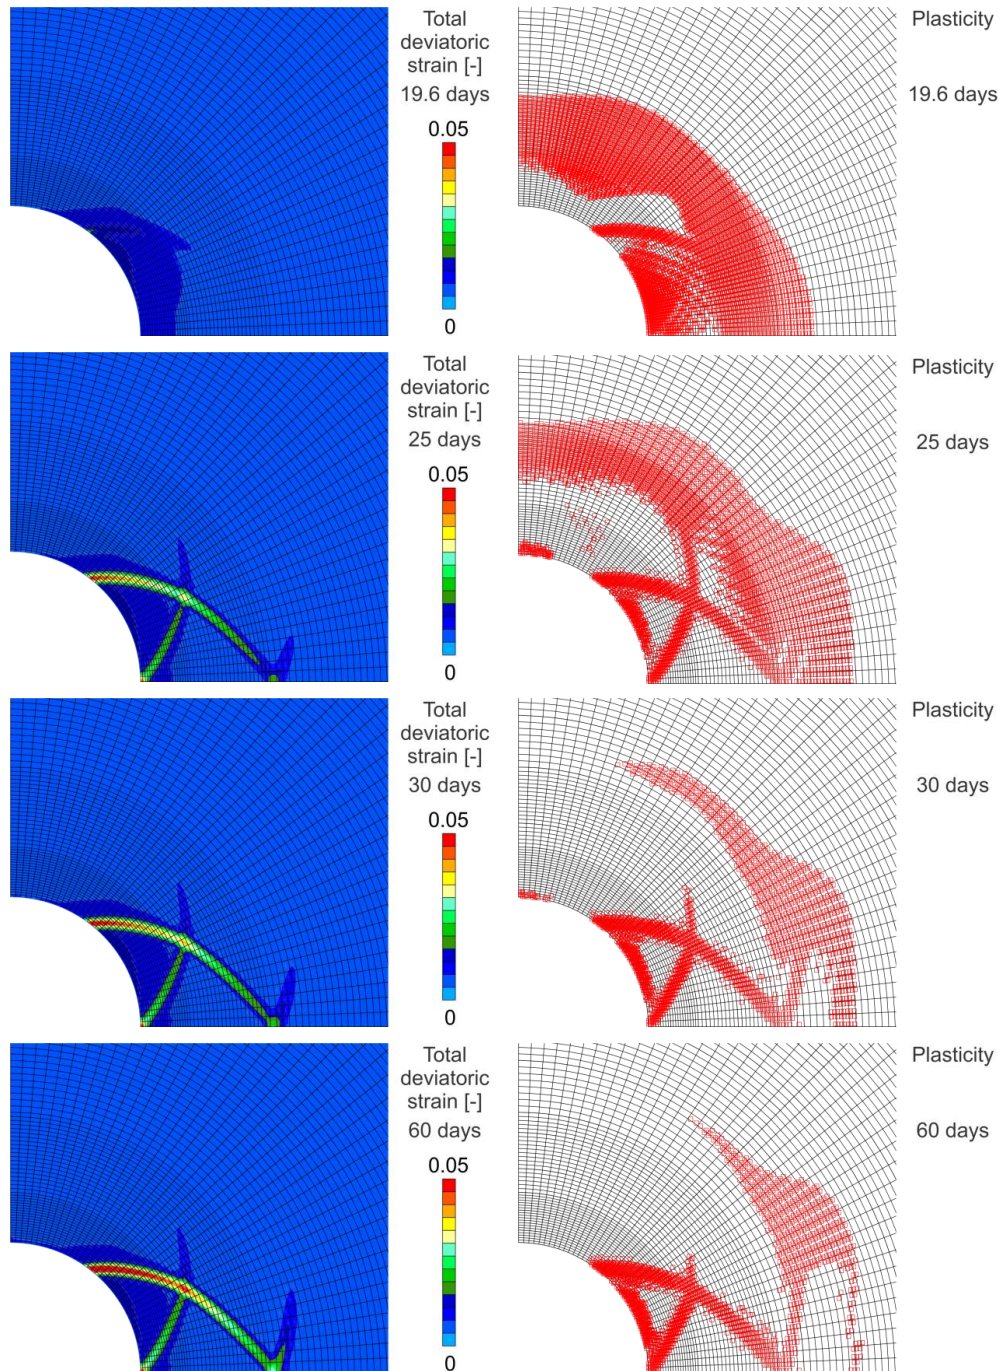 Total
deviatoric
strain [-]
19.6 days
0.05
0
Plasticity
19.6 days
Total
deviatoric
strain [-]
25 days
0.05
0
Plasticity
25 days
Total
deviatoric
strain [-]
30 days
0.05
0
Plasticity
30 days
Total
deviatoric
strain [-]
60 days
0.05
0
Plasticity
60 days